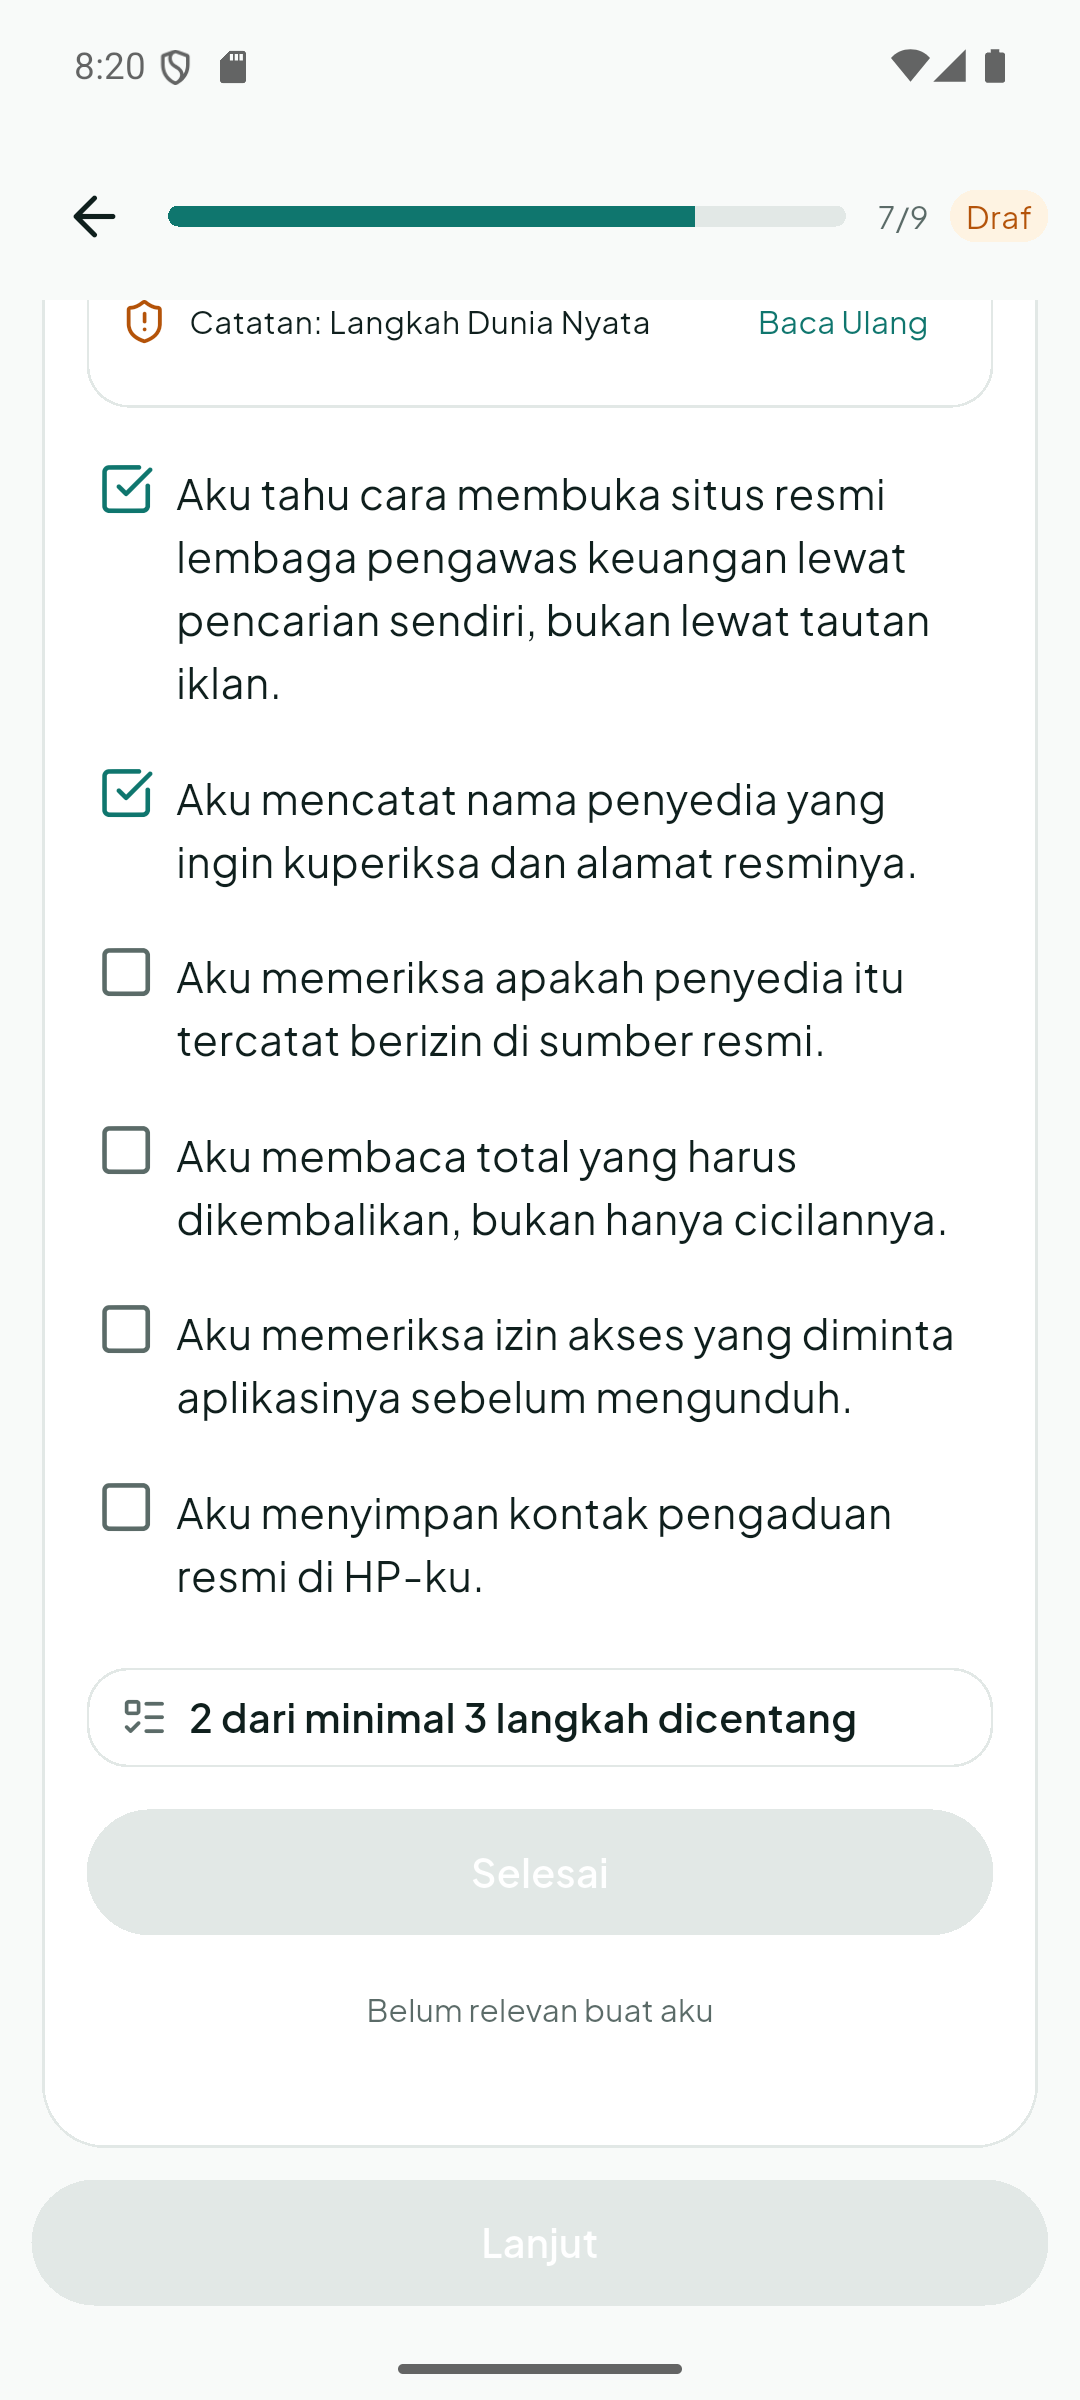 8:20
7/9
Draf
Catatan: Langkah Dunia Nyata
Baca Ulang
Aku tahu cara membuka situs resmi
lembaga pengawas keuangan lewat
pencarian sendiri, bukan lewat tautan
iklan.
Aku mencatat nama penyedia yang
ingin kuperiksa dan alamat resminya.
Aku memeriksa apakah penyedia itu
tercatat berizin di sumber resmi.
Aku membaca total yang harus
dikembalikan, bukan hanya cicilannya.
Aku memeriksa izin akses yang diminta
aplikasinya sebelum mengunduh.
Aku menyimpan kontak pengaduan
resmi di HP-ku.
2 dari minimal 3 langkah dicentang
Selesai
Belum relevan buat aku
Lanjut